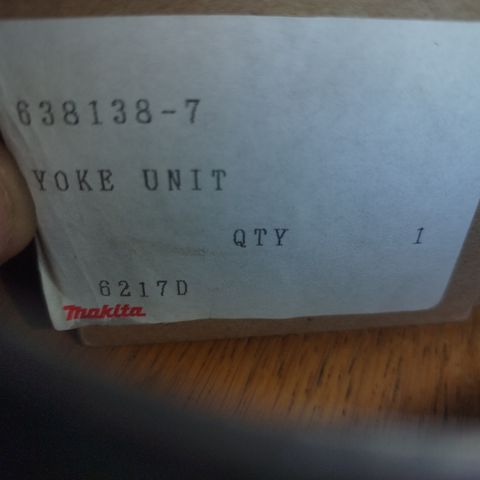 638138-7
YOKE UNIT
QTY 1
6217D
makita